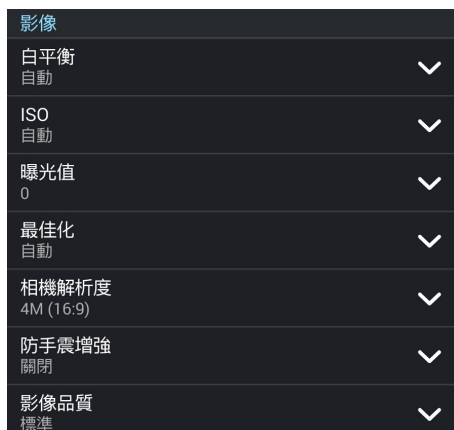 影像
白平衡
自動
ISO
自動
曝光值
0
最佳化
自動
相機解析度
4M (16:9)
防手震增強
關閉
影像品質
標準